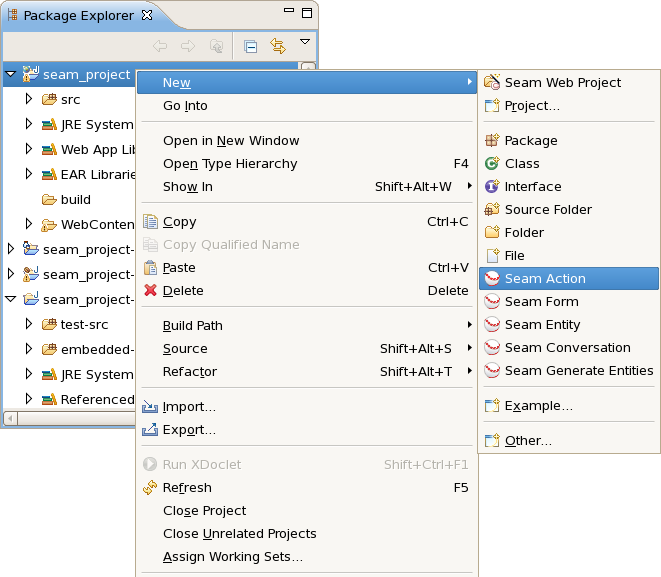 Package Explorer
seam_project
src
JRE System
Web App Lib
EAR Librarie
build
WebConten
seam_project-
seam_project-
seam_project-
test-src
embedded-
JRE System
Referenced
New
Go Into
Open in New Window
Open Type Hierarchy F4
Show In Shift+Alt+W
Copy Ctrl+C
Copy Qualified Name
Paste Ctrl+V
Delete Delete
Build Path
Source Shift+Alt+S
Refactor Shift+Alt+T
Import...
Export...
Run XDoclet Shift+Ctrl+F1
Refresh F5
Close Project
Close Unrelated Projects
Assign Working Sets...
Seam Web Project
Project...
Package
Class
Interface
Source Folder
Folder
File
Seam Action
Seam Form
Seam Entity
Seam Conversation
Seam Generate Entities
Example...
Other...